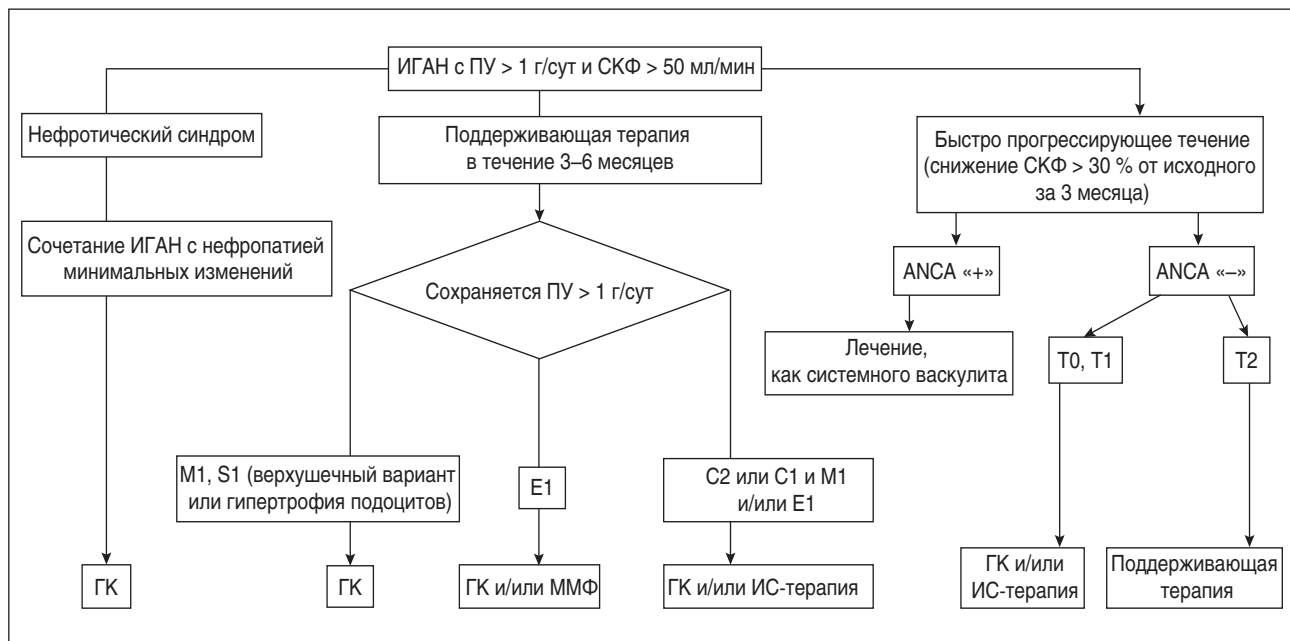 ИГАН с ПУ > 1 г/сут и СКФ > 50 мл/мин
Нефротический синдром
Поддерживающая терапия
в течение 3–6 месяцев
Быстро прогрессирующее течение
(снижение СКФ > 30 % от исходного
за 3 месяца)
Сочетание ИГАН с нефропатией
минимальных изменений
Сохраняется ПУ > 1 г/сут
ANCA «+»
ANCA «–»
Лечение,
как системного васкулита
T0, T1
T2
M1, S1 (верхушечный вариант
или гипертрофия подоцитов)
E1
C2 или C1 и M1
и/или E1
ГК
ГК
ГК и/или ММФ
ГК и/или ИС-терапия
ГК и/или
ИС-терапия
Поддерживающая
терапия